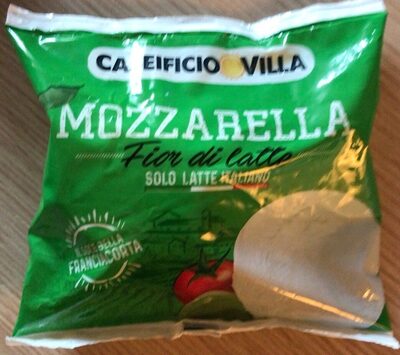 CASEIFICIO VILLA
MOZZARELLA
Fior di latte
SOLO LATTE ITALIANO
FRANCIACORTA